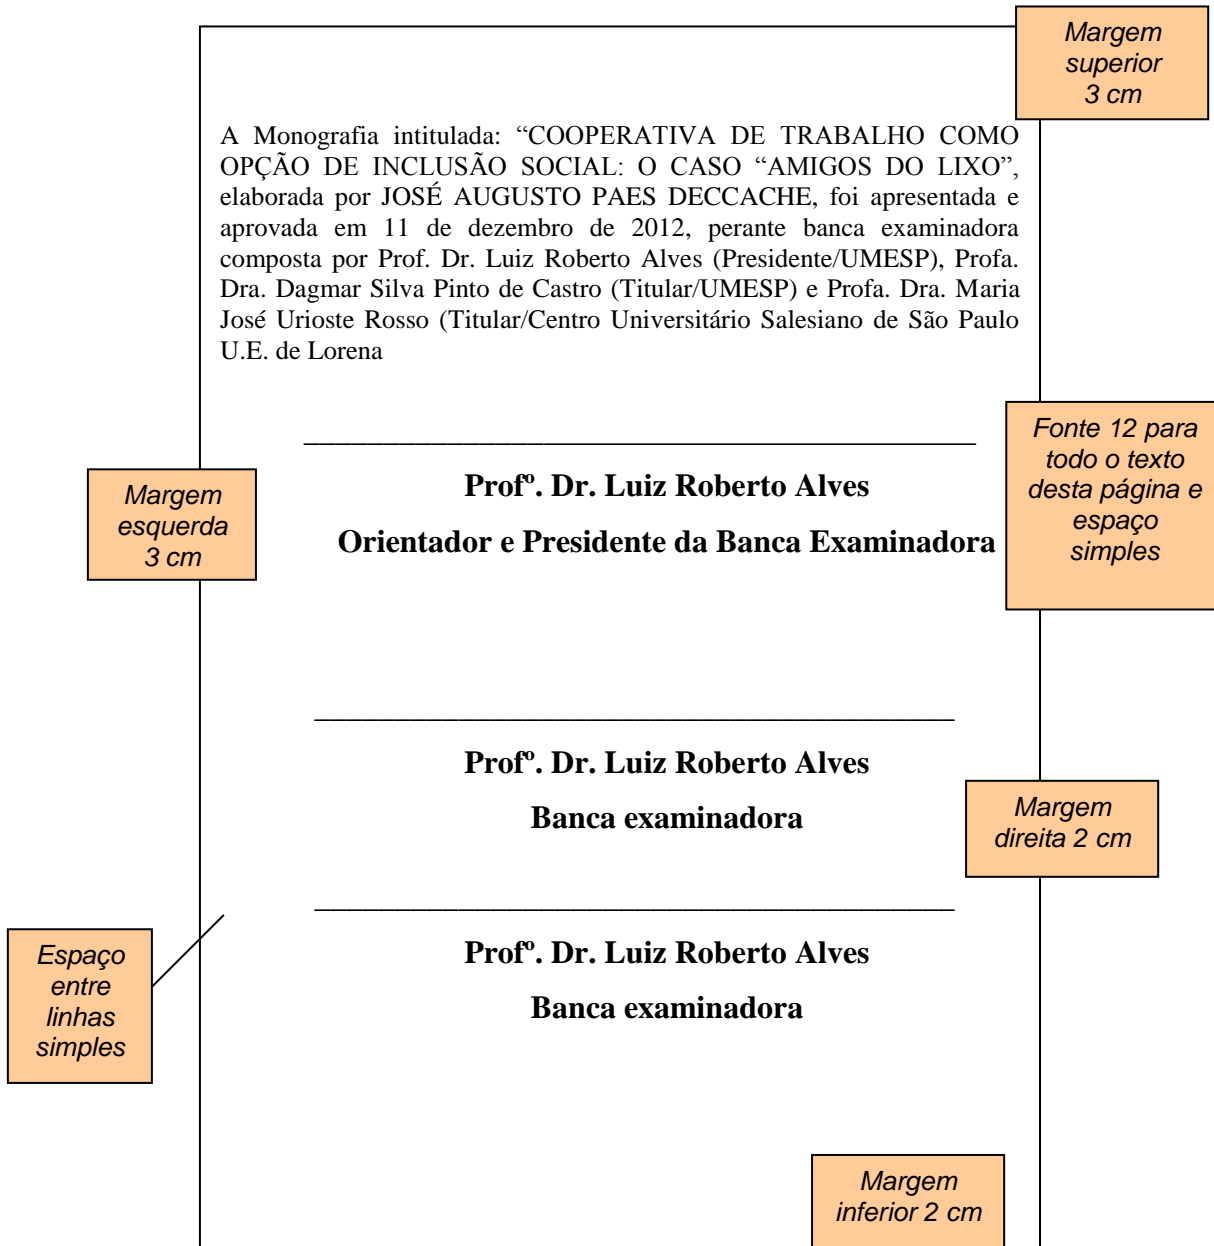 Margem
superior
3 cm
A Monografia intitulada: “COOPERATIVA DE TRABALHO COMO
OPÇÃO DE INCLUSÃO SOCIAL: O CASO “AMIGOS DO LIXO”,
elaborada por JOSÉ AUGUSTO PAES DECCACHE, foi apresentada e
aprovada em 11 de dezembro de 2012, perante banca examinadora
composta por Prof. Dr. Luiz Roberto Alves (Presidente/UMESP), Profa.
Dra. Dagmar Silva Pinto de Castro (Titular/UMESP) e Profa. Dra. Maria
José Urioste Rosso (Titular/Centro Universitário Salesiano de São Paulo
U.E. de Lorena
Fonte 12 para
todo o texto
desta página e
espaço
simples
Margem
esquerda
3 cm
Profº. Dr. Luiz Roberto Alves
Orientador e Presidente da Banca Examinadora
Profº. Dr. Luiz Roberto Alves
Banca examinadora
Margem
direita 2 cm
Espaço
entre
linhas
simples
Profº. Dr. Luiz Roberto Alves
Banca examinadora
Margem
inferior 2 cm